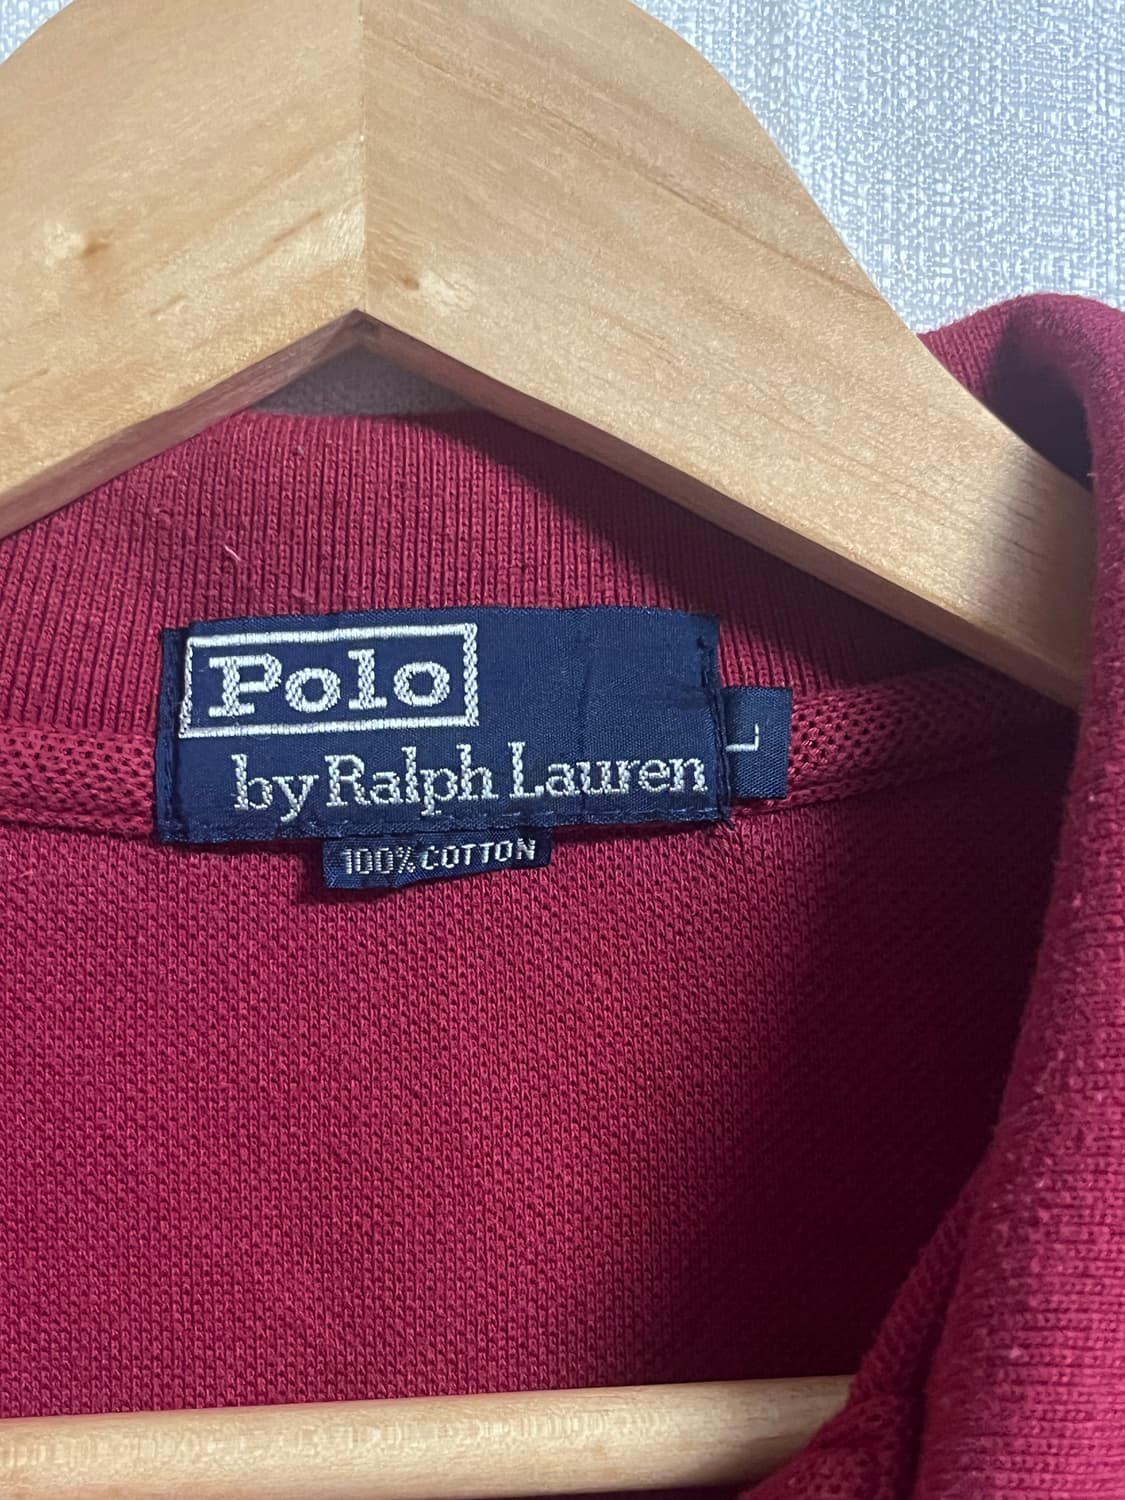 Polo
by Ralph Lauren
L
100% COTTON